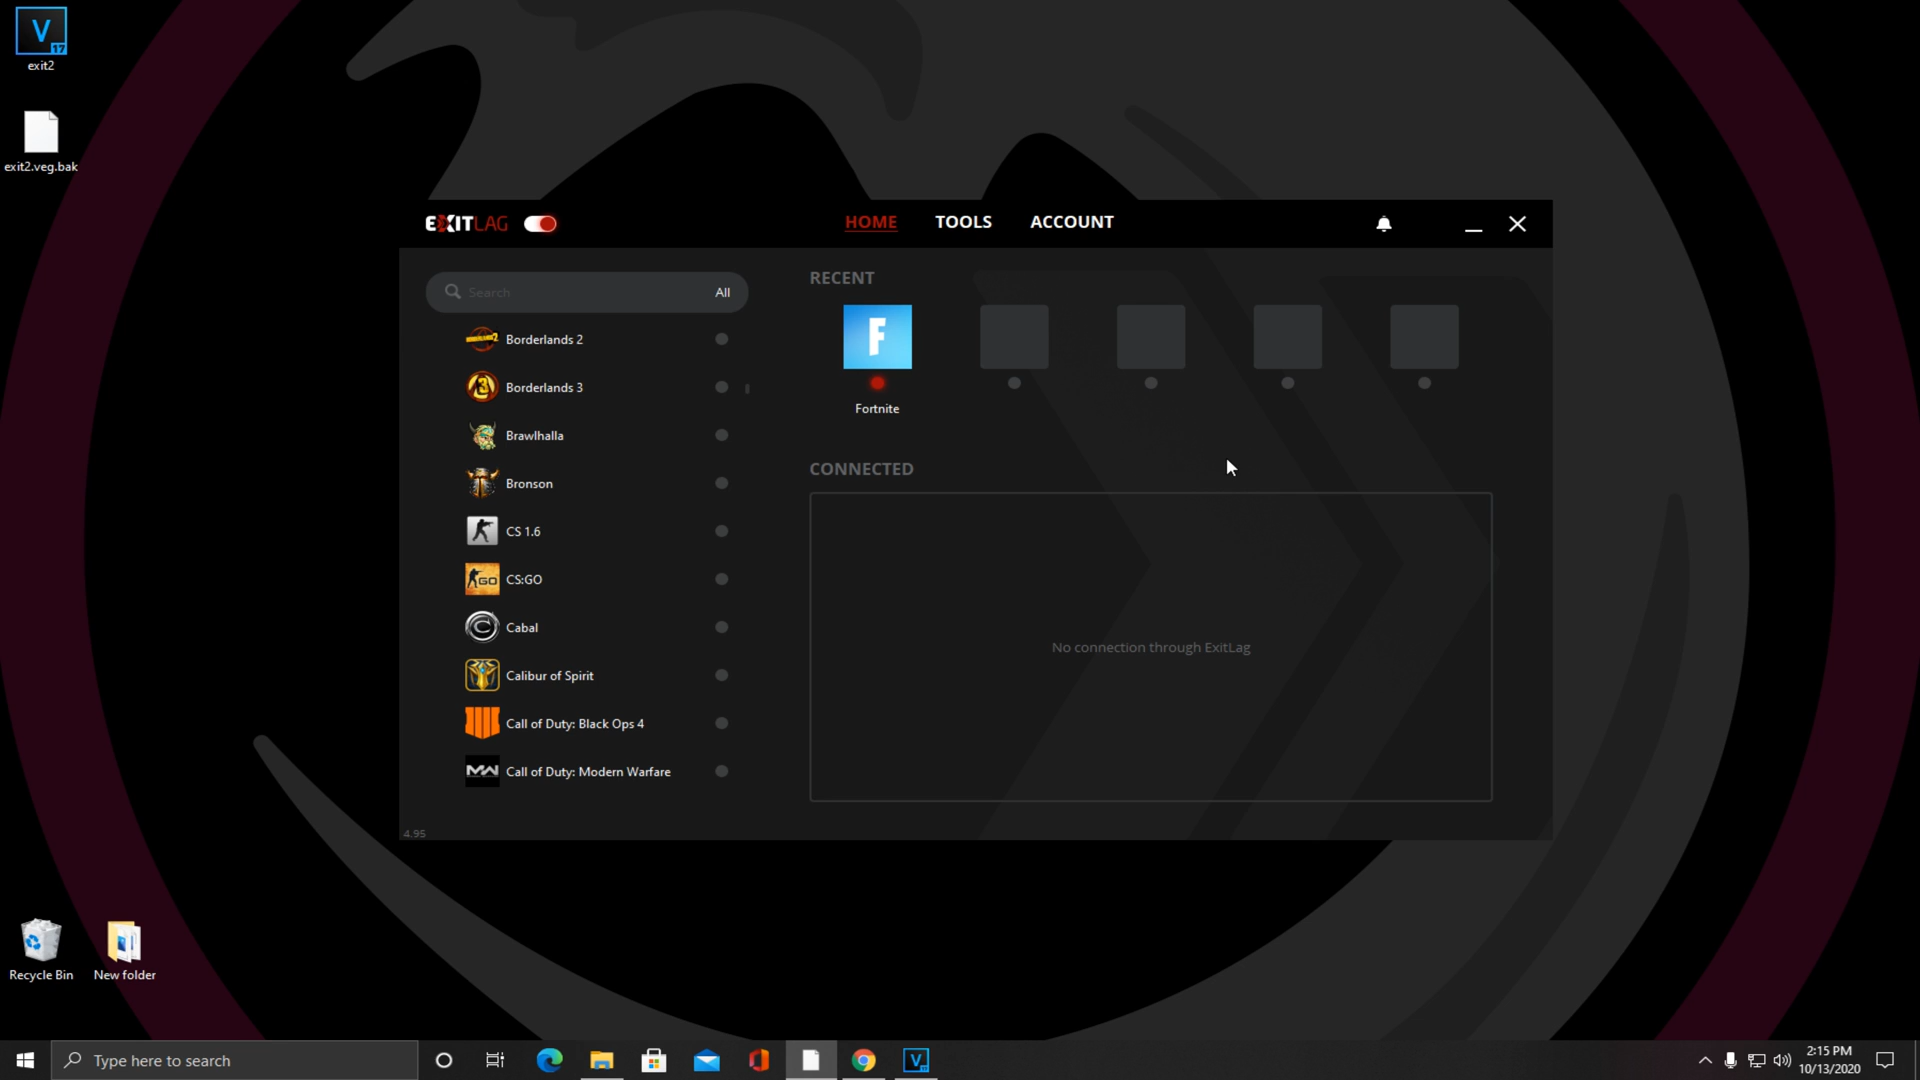 V
17
exit2
exit2.veg.bak
EXITLAG
HOME
TOOLS
ACCOUNT
Search
All
Borderlands 2
Borderlands 3
Brawlhalla
Bronson
CS 1.6
GO
CS:GO
Cabal
Calibur of Spirit
Call of Duty: Black Ops 4
MW
Call of Duty: Modern Warfare
4.95
RECENT
F
Fortnite
CONNECTED
No connection through ExitLag
Recycle Bin
New folder
Type here to search
V
2:15 PM
10/13/2020